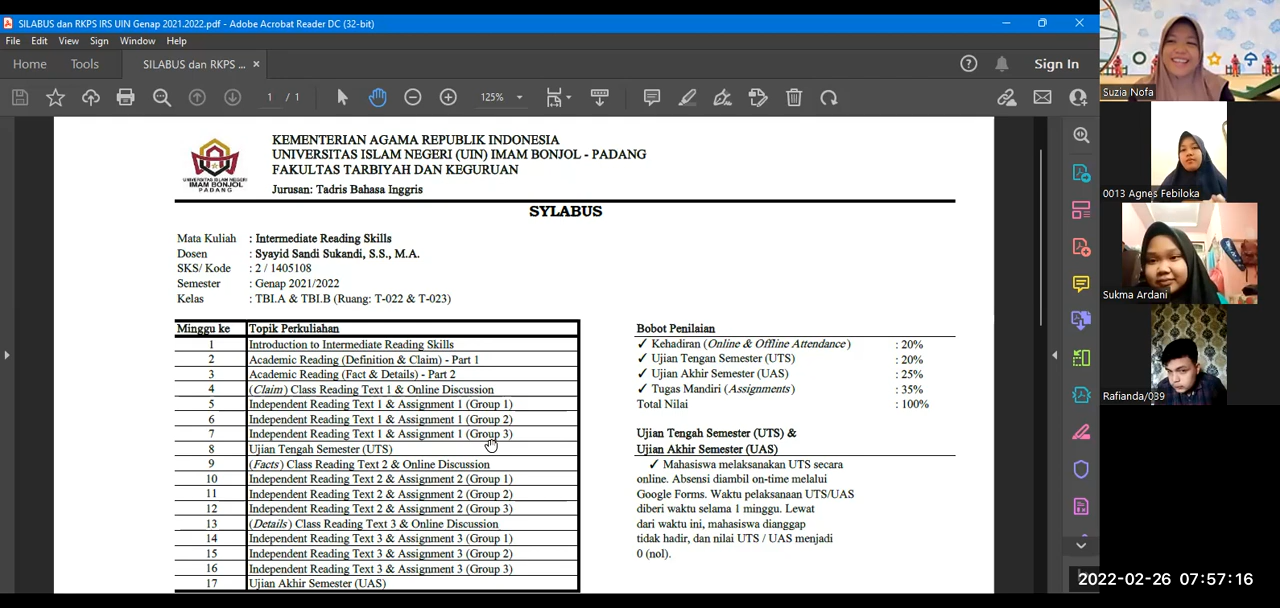 SILABUS dan RKPS IRS UIN Genap 2021.2022.pdf - Adobe Acrobat Reader DC (32-bit)
File Edit View Sign Window Help
Home Tools SILABUS dan RKPS ... × Sign In
1 / 1 125%
UNIVERSITAS ISLAM NEGERI
IMAM BONJOL
PADANG
KEMENTERIAN AGAMA REPUBLIK INDONESIA
UNIVERSITAS ISLAM NEGERI (UIN) IMAM BONJOL - PADANG
FAKULTAS TARBIYAH DAN KEGURUAN
Jurusan: Tadris Bahasa Inggris
SYLABUS
Mata Kuliah : Intermediate Reading Skills
Dosen : Syayid Sandi Sukandi, S.S., M.A.
SKS/ Kode : 2 / 1405108
Semester : Genap 2021/2022
Kelas : TBI.A & TBI.B (Ruang: T-022 & T-023)
Minggu ke Topik Perkuliahan
1 Introduction to Intermediate Reading Skills
2 Academic Reading (Definition & Claim) - Part 1
3 Academic Reading (Fact & Details) - Part 2
4 (Claim) Class Reading Text 1 & Online Discussion
5 Independent Reading Text 1 & Assignment 1 (Group 1)
6 Independent Reading Text 1 & Assignment 1 (Group 2)
7 Independent Reading Text 1 & Assignment 1 (Group 3)
8 Ujian Tengah Semester (UTS)
9 (Facts) Class Reading Text 2 & Online Discussion
10 Independent Reading Text 2 & Assignment 2 (Group 1)
11 Independent Reading Text 2 & Assignment 2 (Group 2)
12 Independent Reading Text 2 & Assignment 2 (Group 3)
13 (Details) Class Reading Text 3 & Online Discussion
14 Independent Reading Text 3 & Assignment 3 (Group 1)
15 Independent Reading Text 3 & Assignment 3 (Group 2)
16 Independent Reading Text 3 & Assignment 3 (Group 3)
17 Ujian Akhir Semester (UAS)
Bobot Penilaian
✓ Kehadiran (Online & Offline Attendance) : 20%
✓ Ujian Tengan Semester (UTS) : 20%
✓ Ujian Akhir Semester (UAS) : 25%
✓ Tugas Mandiri (Assignments) : 35%
Total Nilai : 100%
Ujian Tengah Semester (UTS) &
Ujian Akhir Semester (UAS)
✓ Mahasiswa melaksanakan UTS secara
online. Absensi diambil on-time melalui
Google Forms. Waktu pelaksanaan UTS/UAS
diberi waktu selama 1 minggu. Lewat
dari waktu ini, mahasiswa dianggap
tidak hadir, dan nilai UTS / UAS menjadi
0 (nol).
Suzia Nofa
0013 Agnes Febiloka
Sukma Ardani
Rafianda/039
2022-02-26 07:57:16